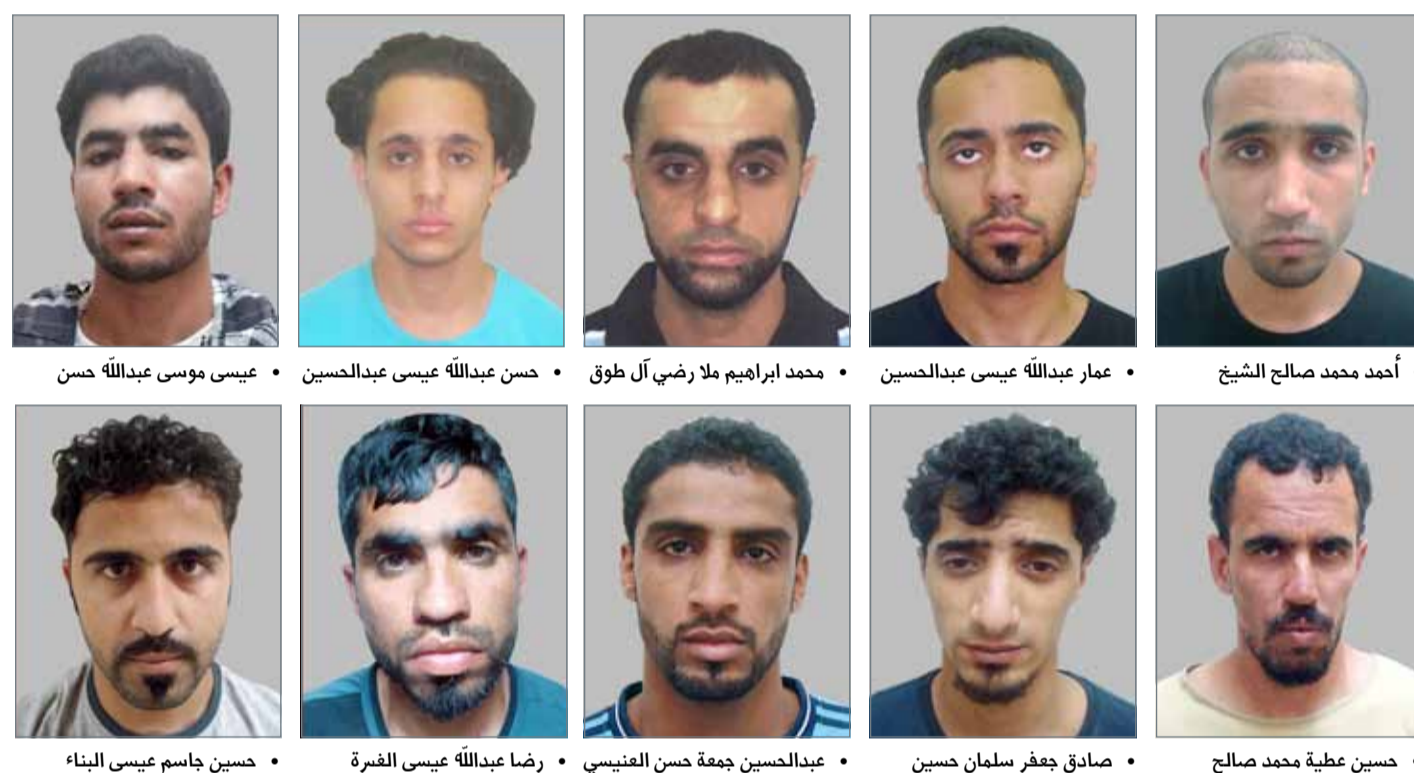 أحمد محمد صالح الشيخ
• عمار عبدالله عيسى عبدالحسين
• محمد ابراهيم ملا رضي آل طوق
• حسن عبدالله عيسى عبدالحسين
• عيسى موسى عبدالله حسن
• حسين عطية محمد صالح
• صادق جعفر سلمان حسين
• عبدالحسين جمعة حسن العنيسي
• رضا عبدالله عيسى الغسرة
• حسين جاسم عيسى البناء